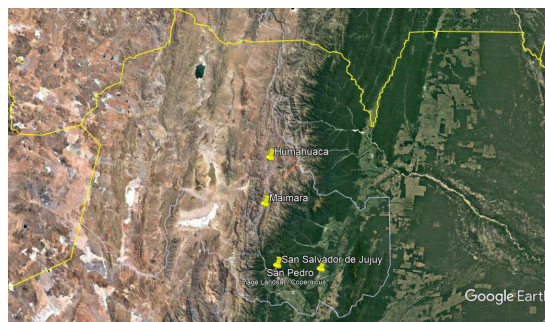 Humahuaca
Maimara
San Salvador de Jujuy
San Pedro
Image Landsat / Copernicus
Google Earth